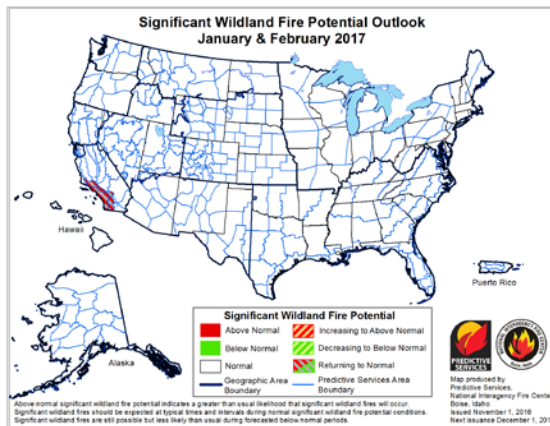 Significant Wildland Fire Potential Outlook
January & February 2017
Hawaii
Puerto Rico
Alaska
Significant Wildland Fire Potential
Above Normal
Increasing to Above Normal
Below Normal
Decreasing to Below Normal
Normal
Returning to Normal
Geographic Area
Boundary
Predictive Services Area
Boundary
PREDICTIVE
SERVICES
Map produced by
Predictive Services,
National Interagency Fire Center
Boise, Idaho
Issued November 1, 2016
Next issuance December 1, 201
Above normal significant wildland fire potential indicates a greater than usual likelihood that significant wildland fires will occur.
Significant wildland fires should be expected at typical times and intervals during normal significant wildland fire potential conditions.
Significant wildland fires are still possible but less likely than usual during forecasted below normal periods.